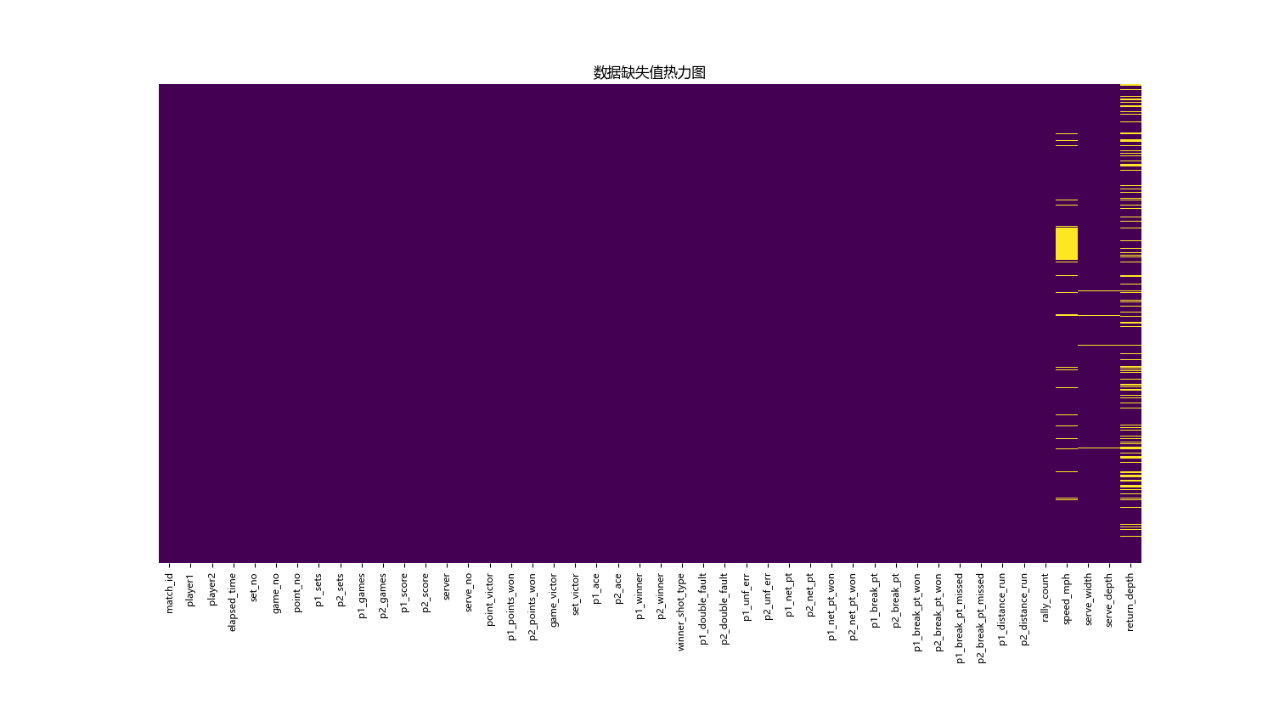 数据缺失值热力图
match_id
player1
player2
elapsed_time
set_no
game_no
point_no
p1_sets
p2_sets
p1_games
p2_games
p1_score
p2_score
server
serve_no
point_victor
p1_points_won
p2_points_won
game_victor
set_victor
p1_ace
p2_ace
p1_winner
p2_winner
winner_shot_type
p1_double_fault
p2_double_fault
p1_unf_err
p2_unf_err
p1_net_pt
p2_net_pt
p1_net_pt_won
p2_net_pt_won
p1_break_pt
p2_break_pt
p1_break_pt_won
p2_break_pt_won
p1_break_pt_missed
p2_break_pt_missed
p1_distance_run
p2_distance_run
rally_count
speed_mph
serve_width
serve_depth
return_depth